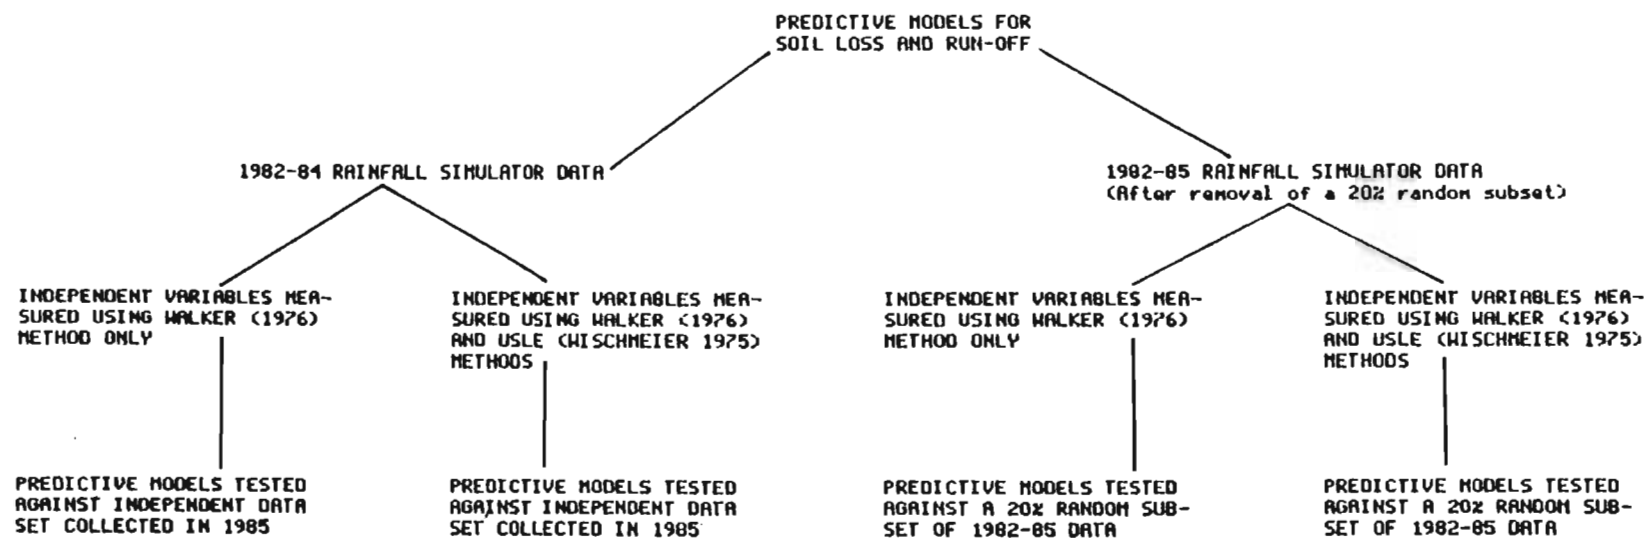 PREDICTIVE MODELS FOR
SOIL LOSS AND RUN-OFF
1982-84 RAINFALL SIMULATOR DATA
1982-85 RAINFALL SIMULATOR DATA
(After removal of a 20% random subset)
INDEPENDENT VARIABLES MEA-
SURED USING WALKER (1976)
METHOD ONLY
INDEPENDENT VARIABLES MEA-
SURED USING WALKER (1976)
AND USLE (WISCHMEIER 1975)
METHODS
INDEPENDENT VARIABLES MEA-
SURED USING WALKER (1976)
METHOD ONLY
INDEPENDENT VARIABLES MEA-
SURED USING WALKER (1976)
AND USLE (WISCHMEIER 1975)
METHODS
PREDICTIVE MODELS TESTED
AGAINST INDEPENDENT DATA
SET COLLECTED IN 1985
PREDICTIVE MODELS TESTED
AGAINST INDEPENDENT DATA
SET COLLECTED IN 1985
PREDICTIVE MODELS TESTED
AGAINST A 20% RANDOM SUB-
SET OF 1982-85 DATA
PREDICTIVE MODELS TESTED
AGAINST A 20% RANDOM SUB-
SET OF 1982-85 DATA